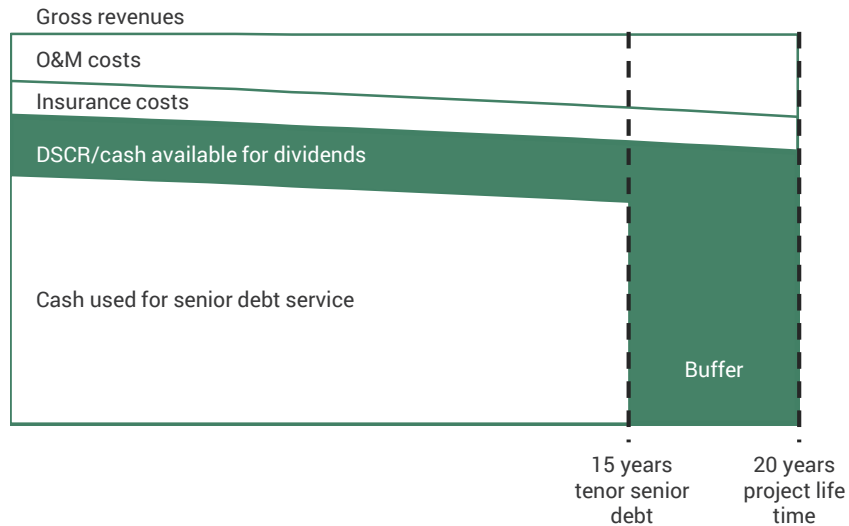 Gross revenues
O&M costs
Insurance costs
DSCR/cash available for dividends
Cash used for senior debt service
Buffer
15 years
tenor senior
debt
20 years
project life
time